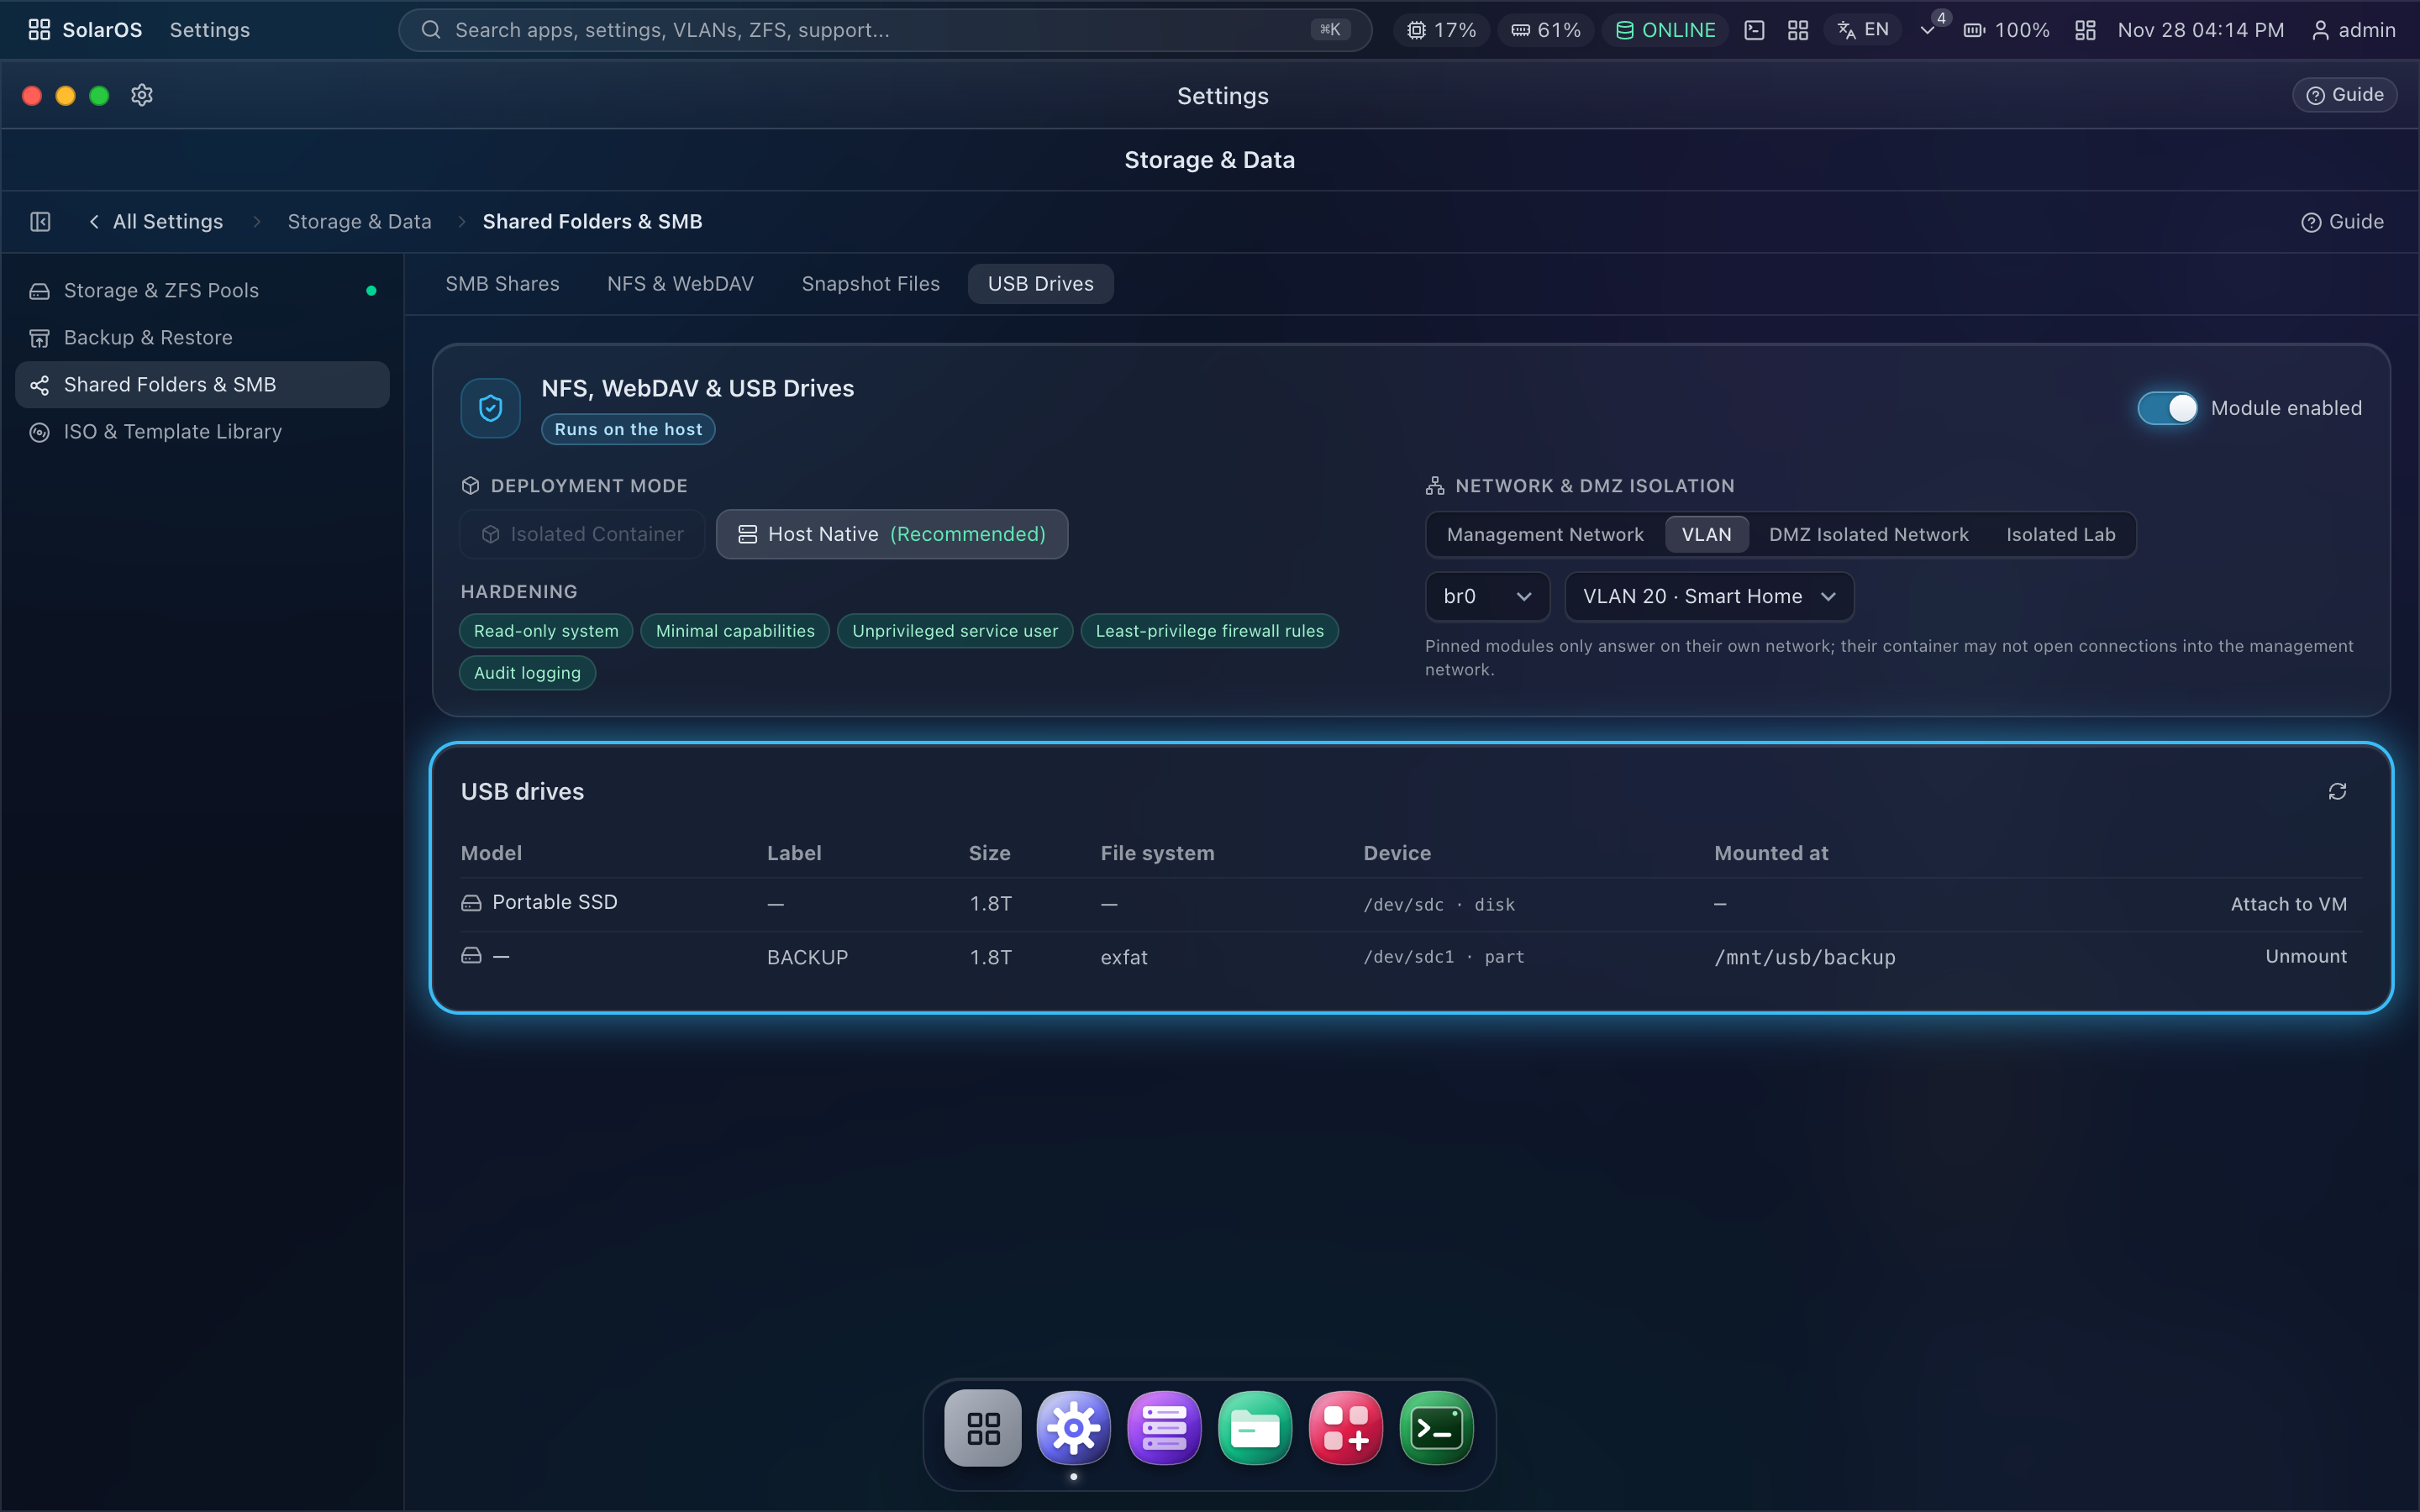 SolarOS Settings Search apps, settings, VLANs, ZFS, support... ⌘K 17% 61% ONLINE EN 4 100% Nov 28 04:14 PM admin
Settings Guide
Storage & Data
All Settings Storage & Data Shared Folders & SMB Guide
Storage & ZFS Pools
Backup & Restore
Shared Folders & SMB
ISO & Template Library
SMB Shares NFS & WebDAV Snapshot Files USB Drives
NFS, WebDAV & USB Drives
Runs on the host
Module enabled
DEPLOYMENT MODE
Isolated Container Host Native (Recommended)
HARDENING
Read-only system Minimal capabilities Unprivileged service user Least-privilege firewall rules
Audit logging
NETWORK & DMZ ISOLATION
Management Network VLAN DMZ Isolated Network Isolated Lab
br0 VLAN 20 · Smart Home
Pinned modules only answer on their own network; their container may not open connections into the management
network.
USB drives
Model Label Size File system Device Mounted at
Portable SSD — 1.8T — /dev/sdc · disk — Attach to VM
— BACKUP 1.8T exfat /dev/sdc1 · part /mnt/usb/backup Unmount